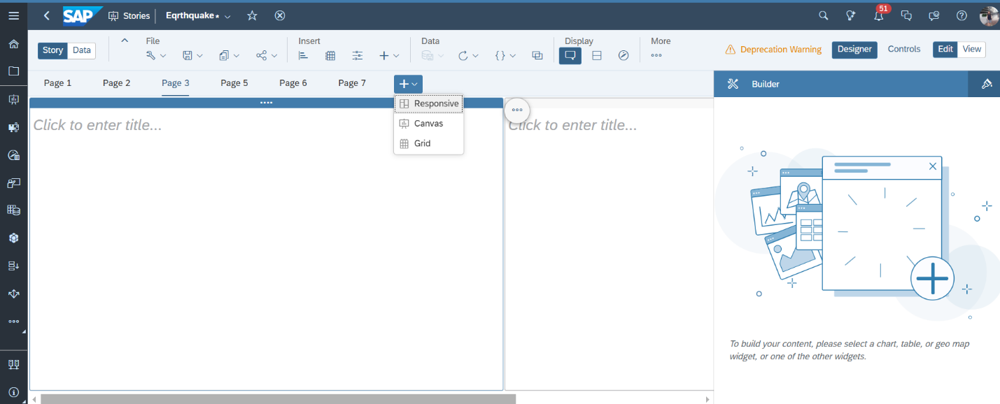 SAP Stories Eqrthquake* 51
File Insert Data Display More
Story Data Deprecation Warning Designer Controls Edit View
Page 1 Page 2 Page 3 Page 5 Page 6 Page 7 Builder
Responsive
Canvas
Grid
Click to enter title... Click to enter title...
To build your content, please select a chart, table, or geo map
widget, or one of the other widgets.